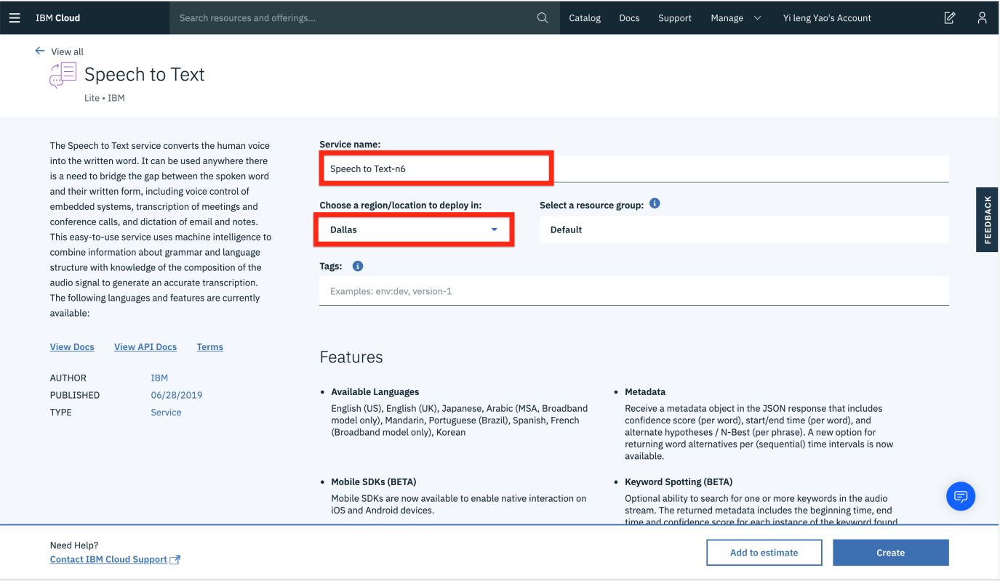 IBM Cloud
Search resources and offerings...
Catalog
Docs
Support
Manage
Yi leng Yao's Account
View all
Speech to Text
Lite • IBM
The Speech to Text service converts the human voice
into the written word. It can be used anywhere there
is a need to bridge the gap between the spoken word
and their written form, including voice control of
embedded systems, transcription of meetings and
conference calls, and dictation of email and notes.
This easy-to-use service uses machine intelligence to
combine information about grammar and language
structure with knowledge of the composition of the
audio signal to generate an accurate transcription.
The following languages and features are currently
available:
View Docs
View API Docs
Terms
AUTHOR IBM
PUBLISHED 06/28/2019
TYPE Service
Service name:
Speech to Text-n6
Choose a region/location to deploy in:
Dallas
Select a resource group:
Default
Tags:
Examples: env:dev, version-1
Features
• Available Languages
English (US), English (UK), Japanese, Arabic (MSA, Broadband
model only), Mandarin, Portuguese (Brazil), Spanish, French
(Broadband model only), Korean
• Metadata
Receive a metadata object in the JSON response that includes
confidence score (per word), start/end time (per word), and
alternate hypotheses / N-Best (per phrase). A new option for
returning word alternatives per (sequential) time intervals is now
available.
• Mobile SDKs (BETA)
Mobile SDKs are now available to enable native interaction on
iOS and Android devices.
• Keyword Spotting (BETA)
Optional ability to search for one or more keywords in the audio
stream. The returned metadata includes the beginning time, end
time and confidence score for each instance of the keyword found
FEEDBACK
Need Help?
Contact IBM Cloud Support
Add to estimate
Create